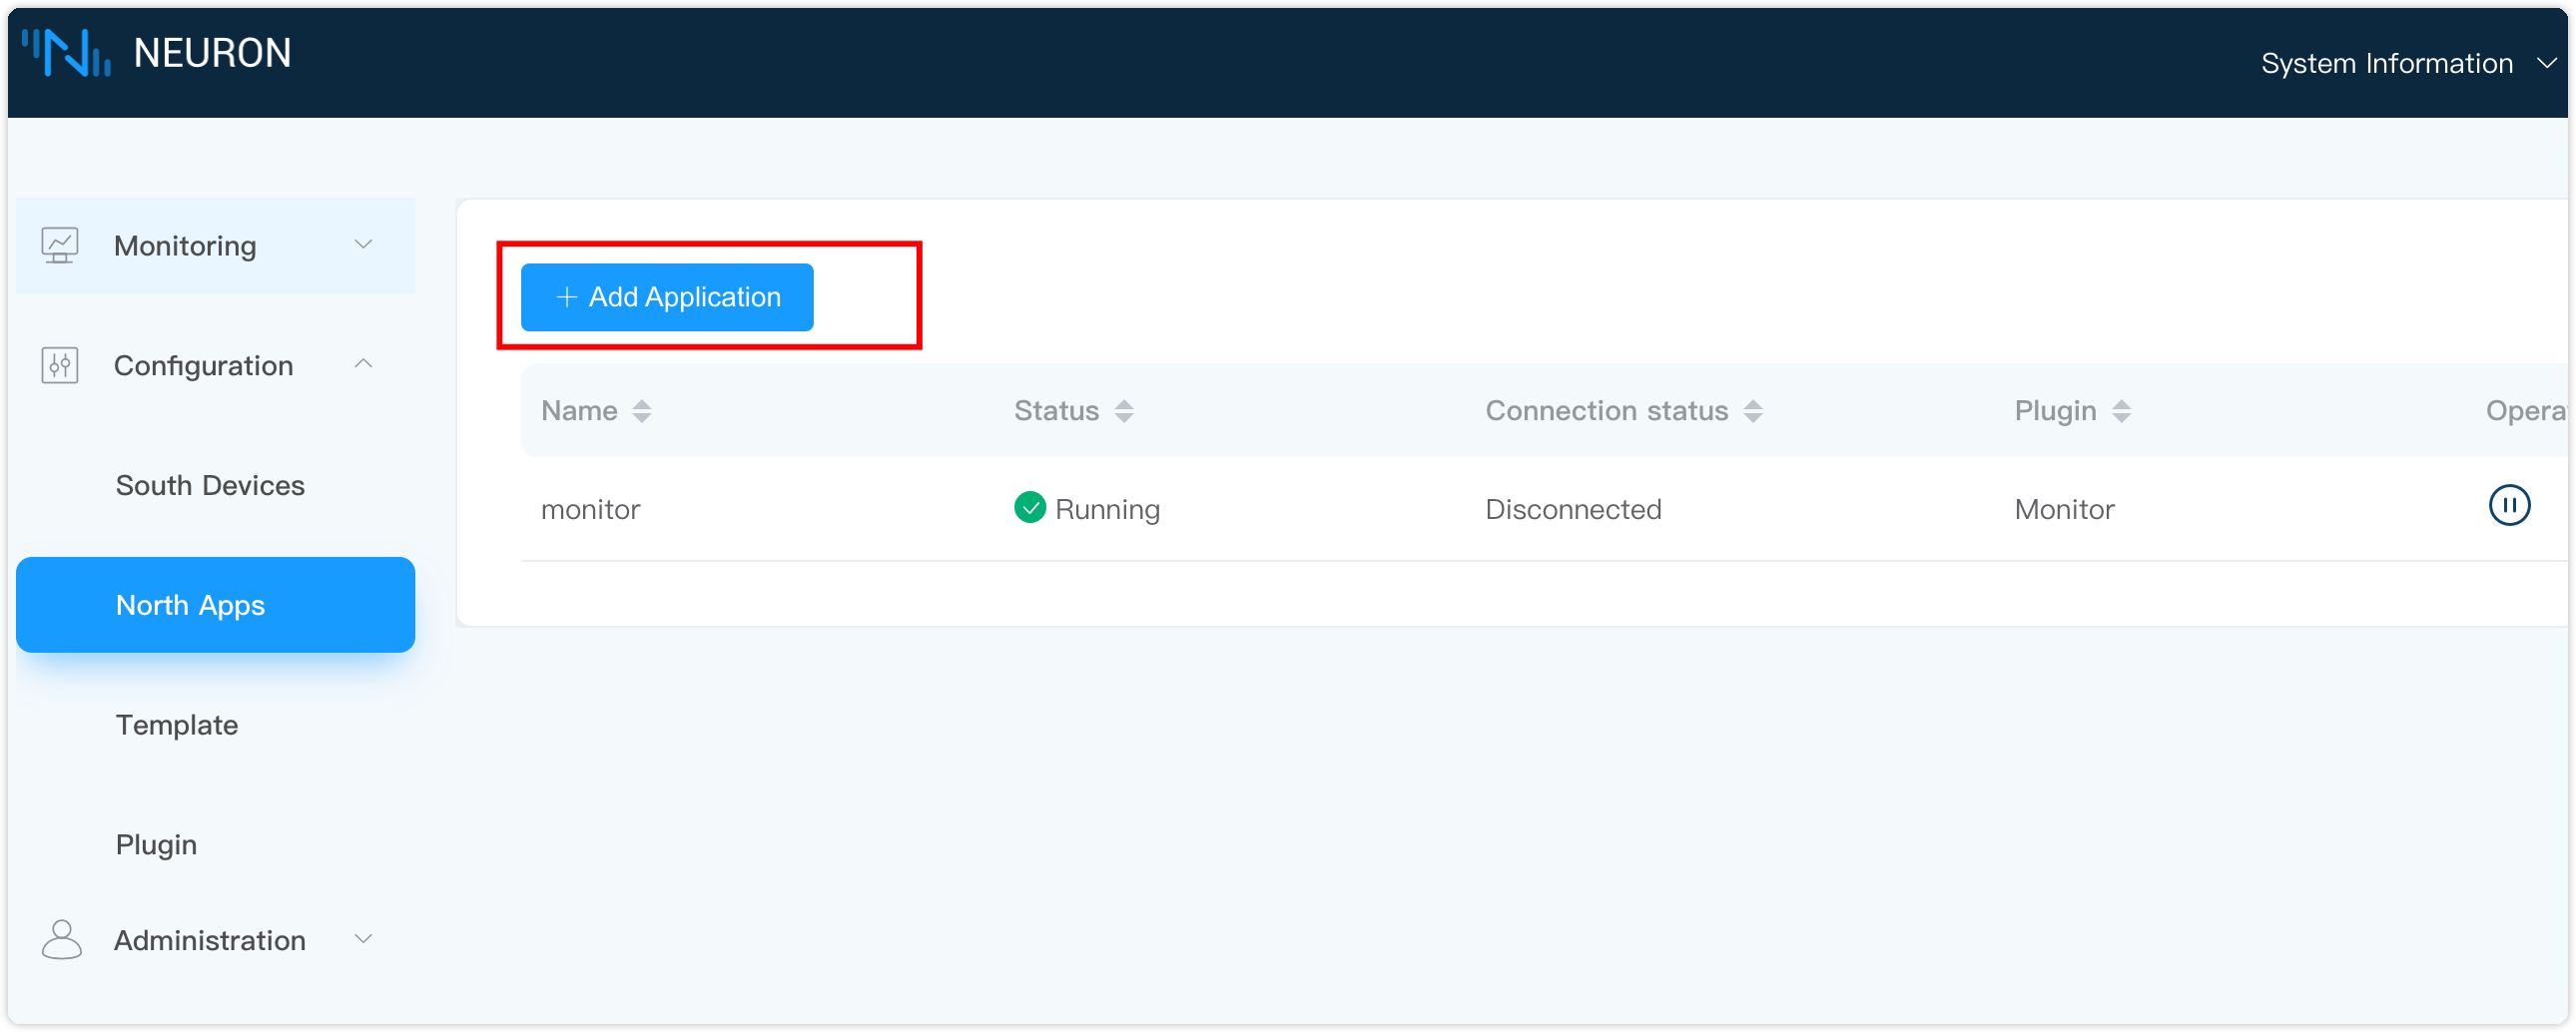 NEURON
System Information
Monitoring
Configuration
South Devices
North Apps
Template
Plugin
Administration
+ Add Application
Name Status Connection status Plugin Opera
monitor Running Disconnected Monitor